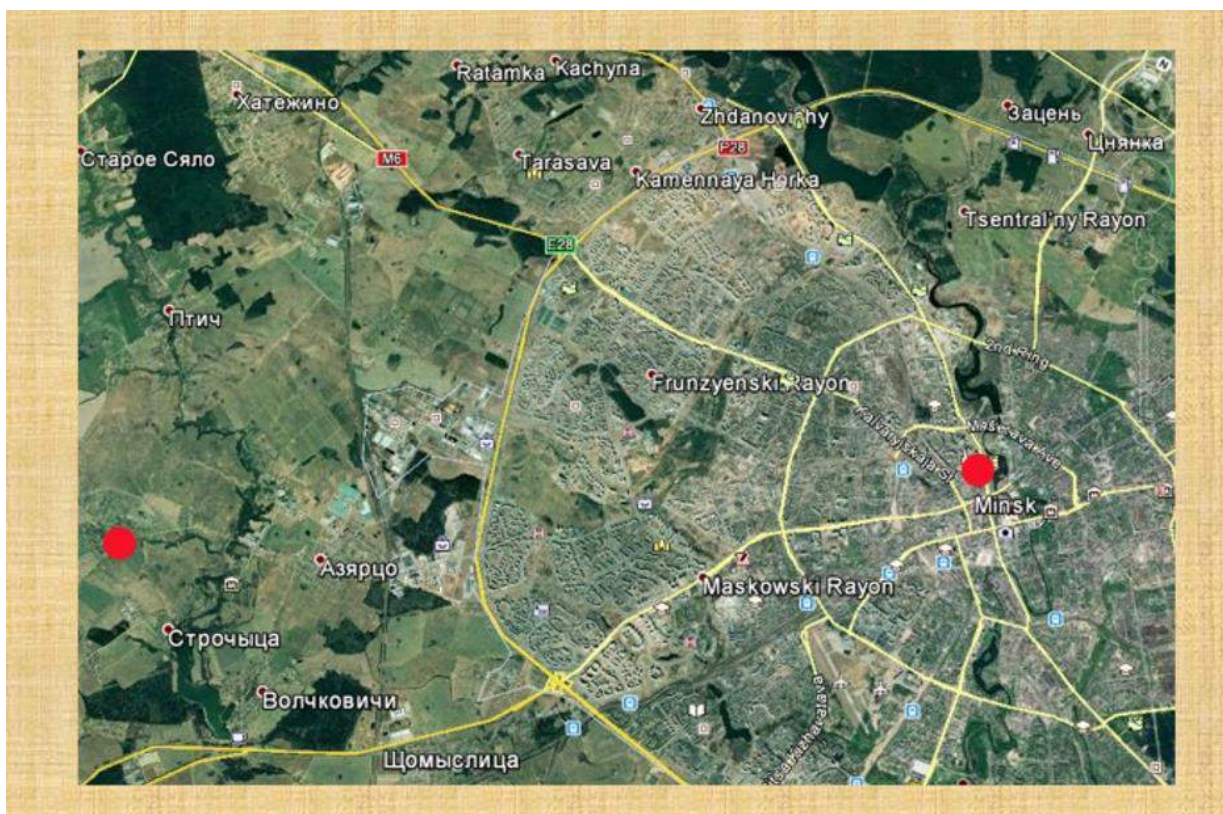 Ratamka
Kachyna
Хатежино
Zhdanovichy
Зацень
Цнянка
Старое Сяло
M6
Tarasava
P28
Kamennaya Horka
Tsentral'ny Rayon
E28
Птич
2nd Ring
Frunzyenski Rayon
Minsk
Азярцо
Maskowski Rayon
Строчыца
Волчковичи
Щомыслица